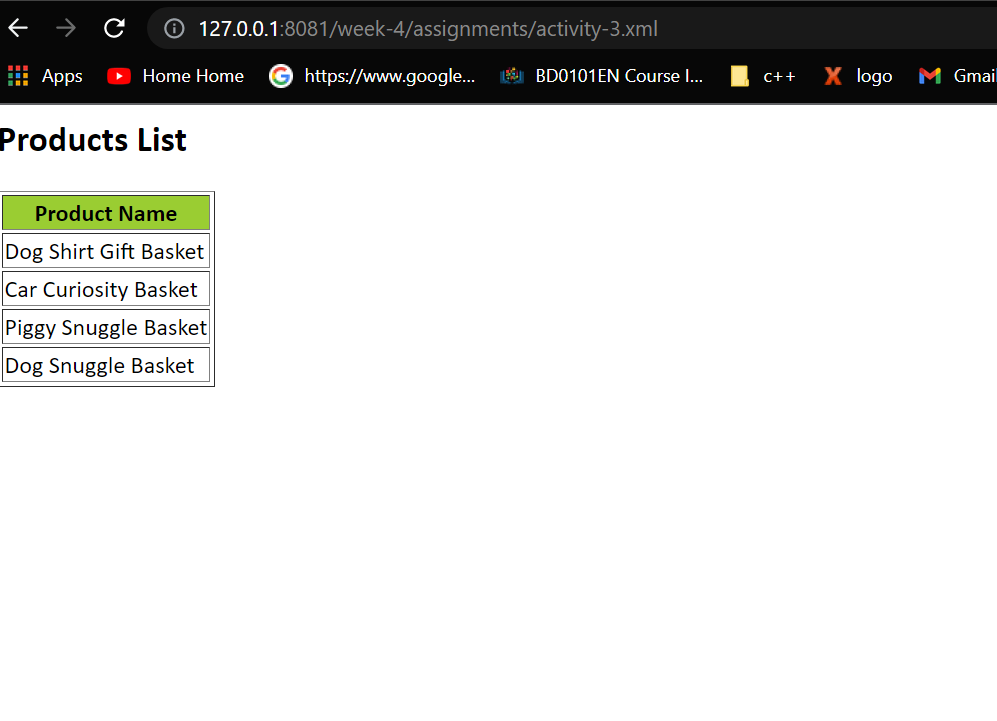 127.0.0.1:8081/week-4/assignments/activity-3.xml
Apps Home Home https://www.google... BD0101EN Course I... c++ logo Gmail
Products List
Product Name
Dog Shirt Gift Basket
Car Curiosity Basket
Piggy Snuggle Basket
Dog Snuggle Basket